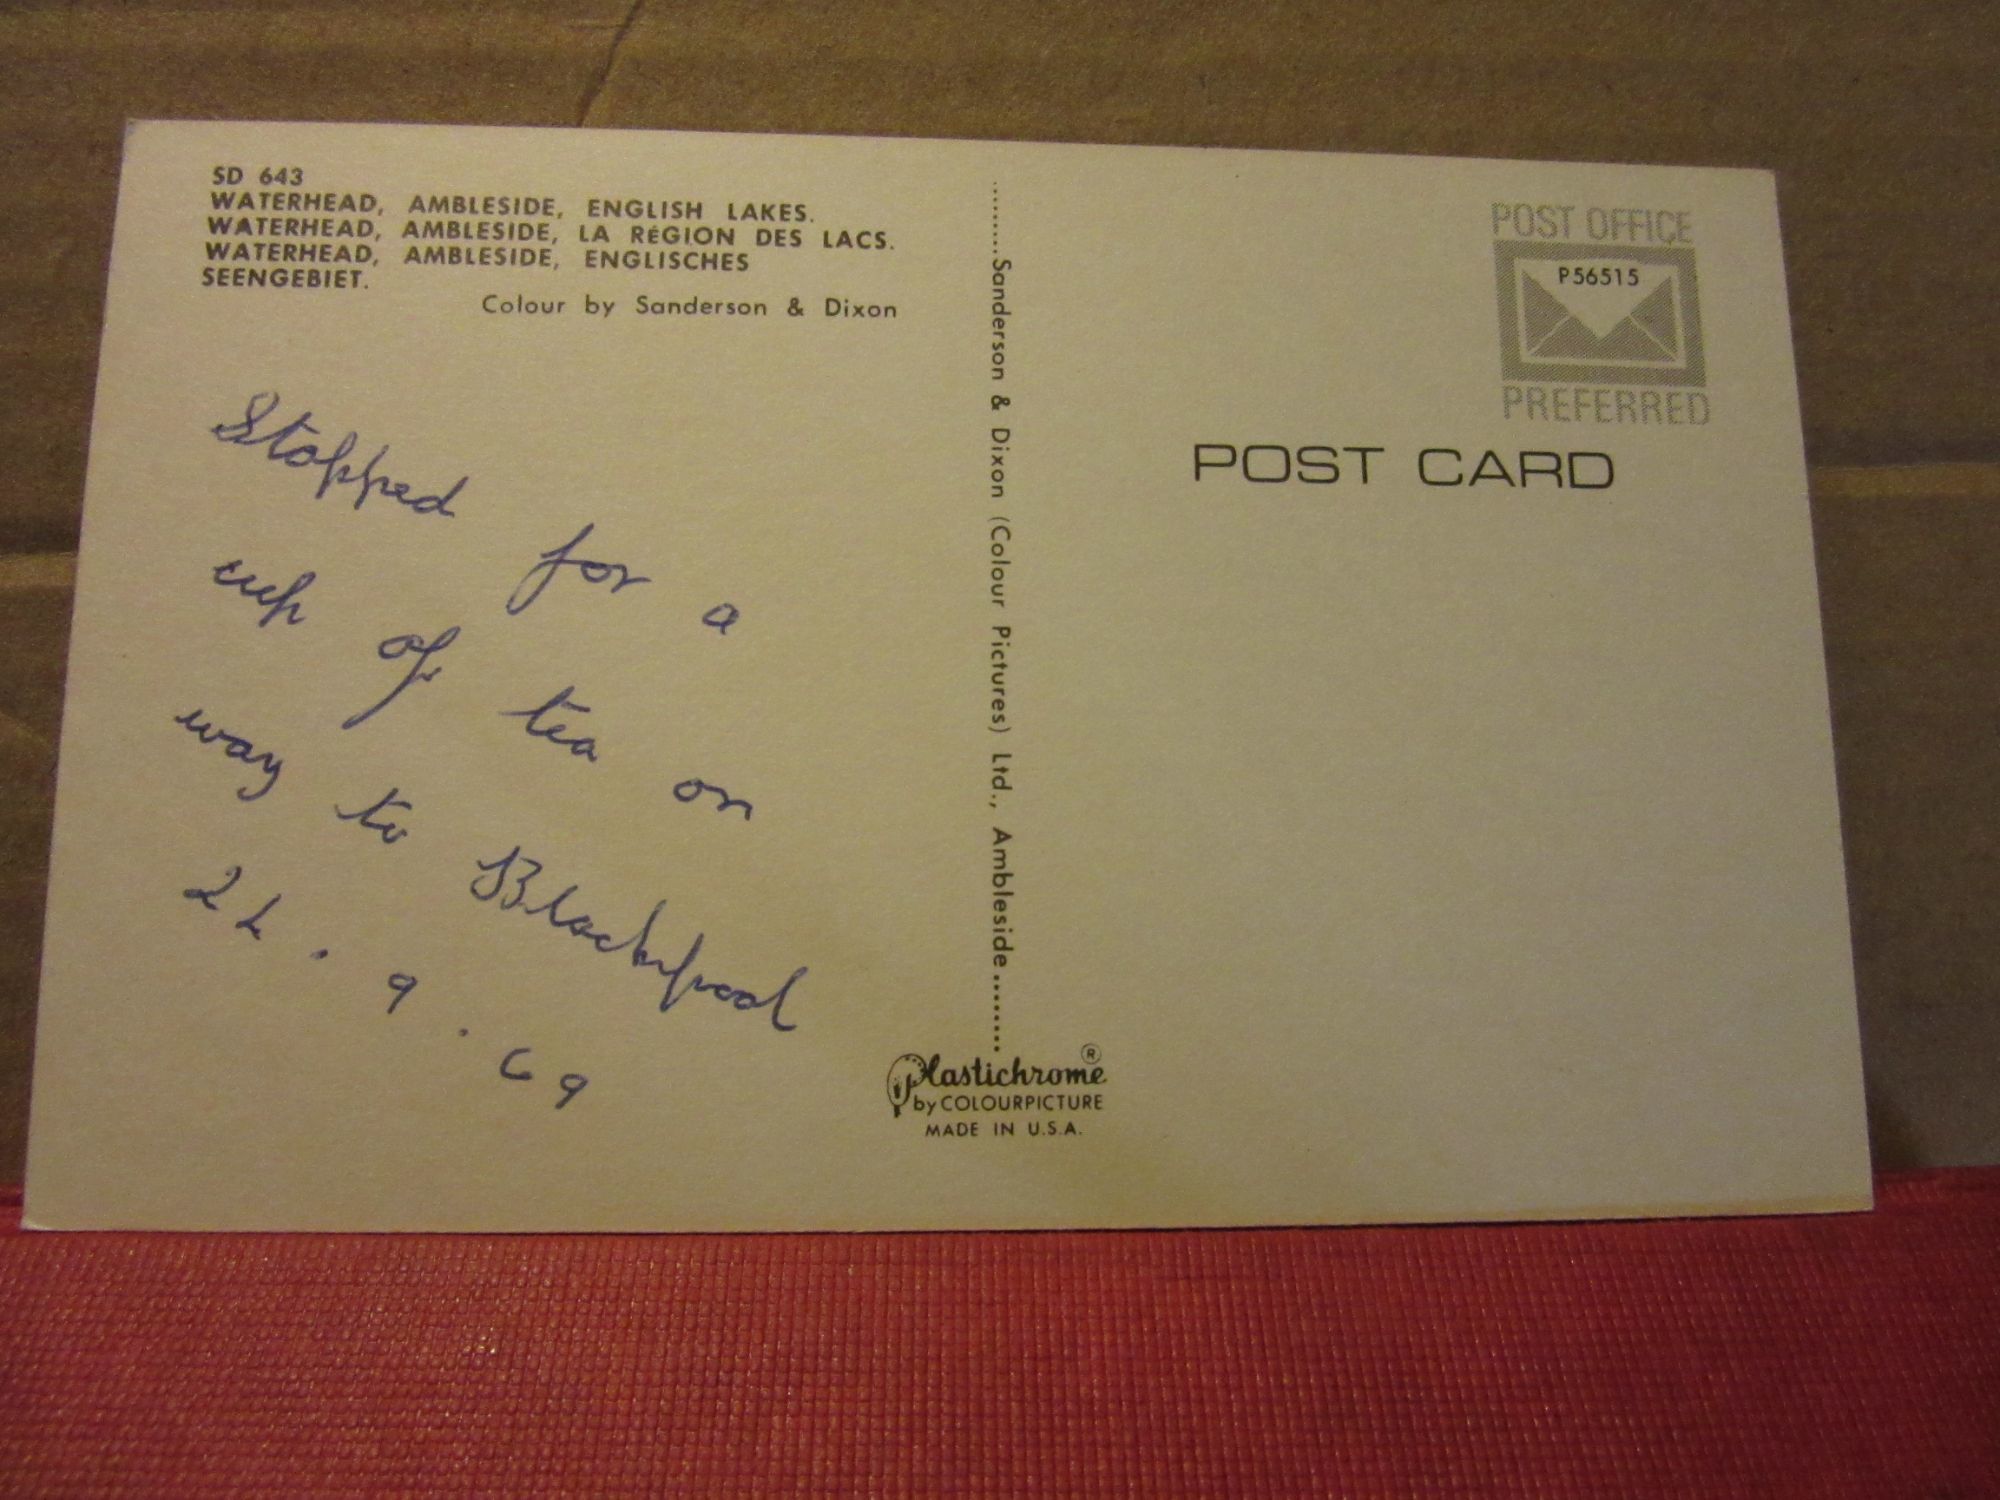 SD 643
WATERHEAD, AMBLESIDE, ENGLISH LAKES.
WATERHEAD, AMBLESIDE, LA RÉGION DES LACS.
WATERHEAD, AMBLESIDE, ENGLISCHES
SEENGEBIET.
Colour by Sanderson & Dixon
Stopped for a
cup of tea on
way to Blackpool
. 9 . 69
........Sanderson & Dixon (Colour Pictures) Ltd., Ambleside........
Plastichrome ®
by COLOURPICTURE
MADE IN U.S.A.
POST OFFICE
P56515
PREFERRED
POST CARD